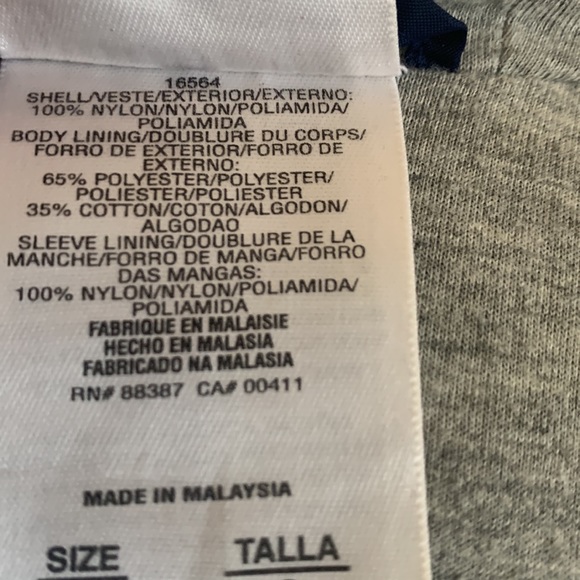 16564
SHELL/VESTE/EXTERIOR/EXTERNO:
100% NYLON/NYLON/POLIAMIDA/
POLIAMIDA
BODY LINING/DOUBLURE DU CORPS/
FORRO DE EXTERIOR/FORRO DE
EXTERNO:
65% POLYESTER/POLYESTER/
POLIESTER/POLIESTER
35% COTTON/COTON/ALGODON/
ALGODAO
SLEEVE LINING/DOUBLURE DE LA
MANCHE/FORRO DE MANGA/FORRO
DAS MANGAS:
100% NYLON/NYLON/POLIAMIDA/
POLIAMIDA
FABRIQUE EN MALAISIE
HECHO EN MALASIA
FABRICADO NA MALASIA
RN# 88387 CA# 00411
MADE IN MALAYSIA
SIZE TALLA